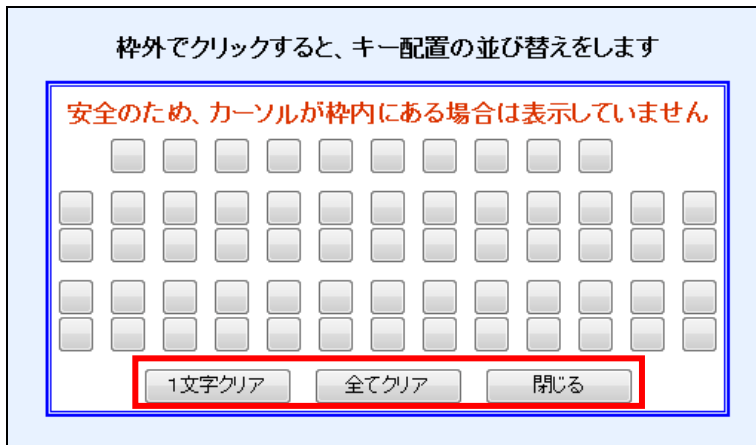 枠外でクリックすると、キー配置の並び替えをします
安全のため、カーソルが枠内にある場合は表示していません
1文字クリア 全てクリア 閉じる